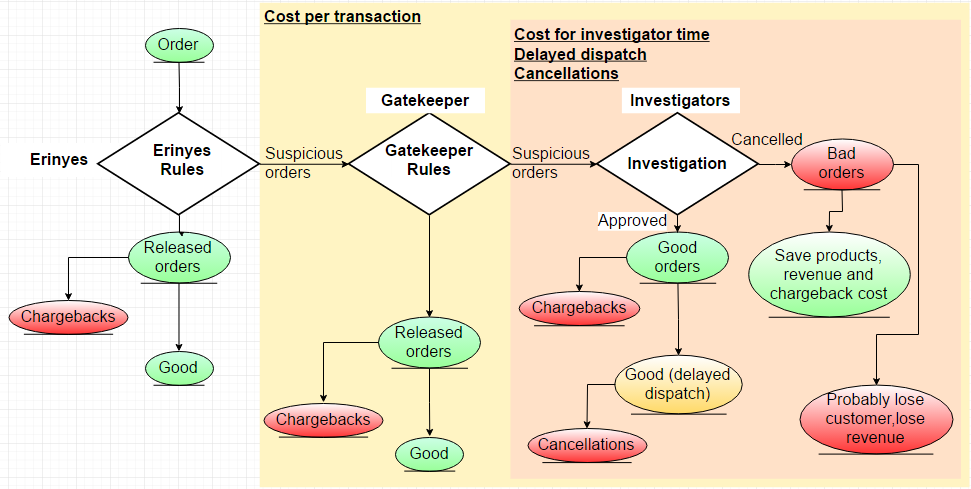 Cost per transaction
Cost for investigator time
Delayed dispatch
Cancellations
Order
Gatekeeper
Investigators
Erinyes
Erinyes
Rules
Suspicious
orders
Gatekeeper
Rules
Suspicious
orders
Investigation
Cancelled
Bad
orders
Approved
Released
orders
Good
orders
Save products,
revenue and
chargeback cost
Chargebacks
Chargebacks
Released
orders
Good
Good (delayed
dispatch)
Chargebacks
Good
Cancellations
Probably lose
customer,lose
revenue